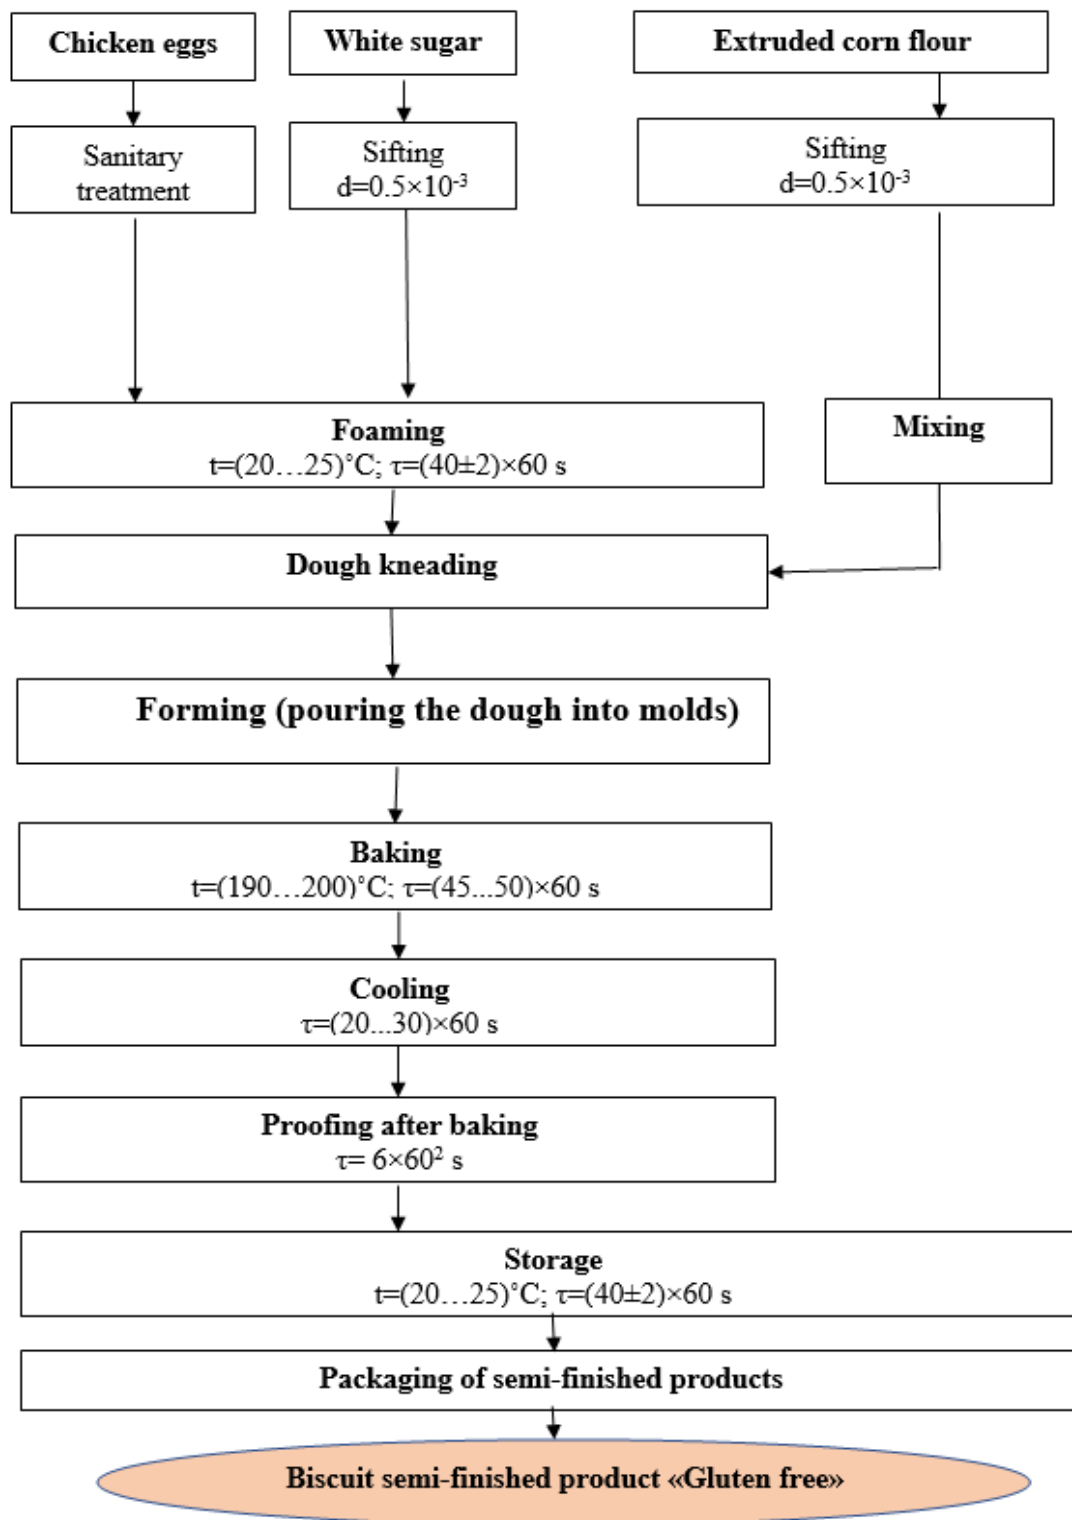 Chicken eggs
White sugar
Extruded corn flour
Sanitary
treatment
Sifting
d=0.5×10⁻³
Sifting
d=0.5×10⁻³
Foaming
t=(20…25)˚C; τ=(40±2)×60 s
Mixing
Dough kneading
Forming (pouring the dough into molds)
Baking
t=(190…200)˚C; τ=(45...50)×60 s
Cooling
τ=(20...30)×60 s
Proofing after baking
τ= 6×60² s
Storage
t=(20…25)˚C; τ=(40±2)×60 s
Packaging of semi-finished products
Biscuit semi-finished product «Gluten free»